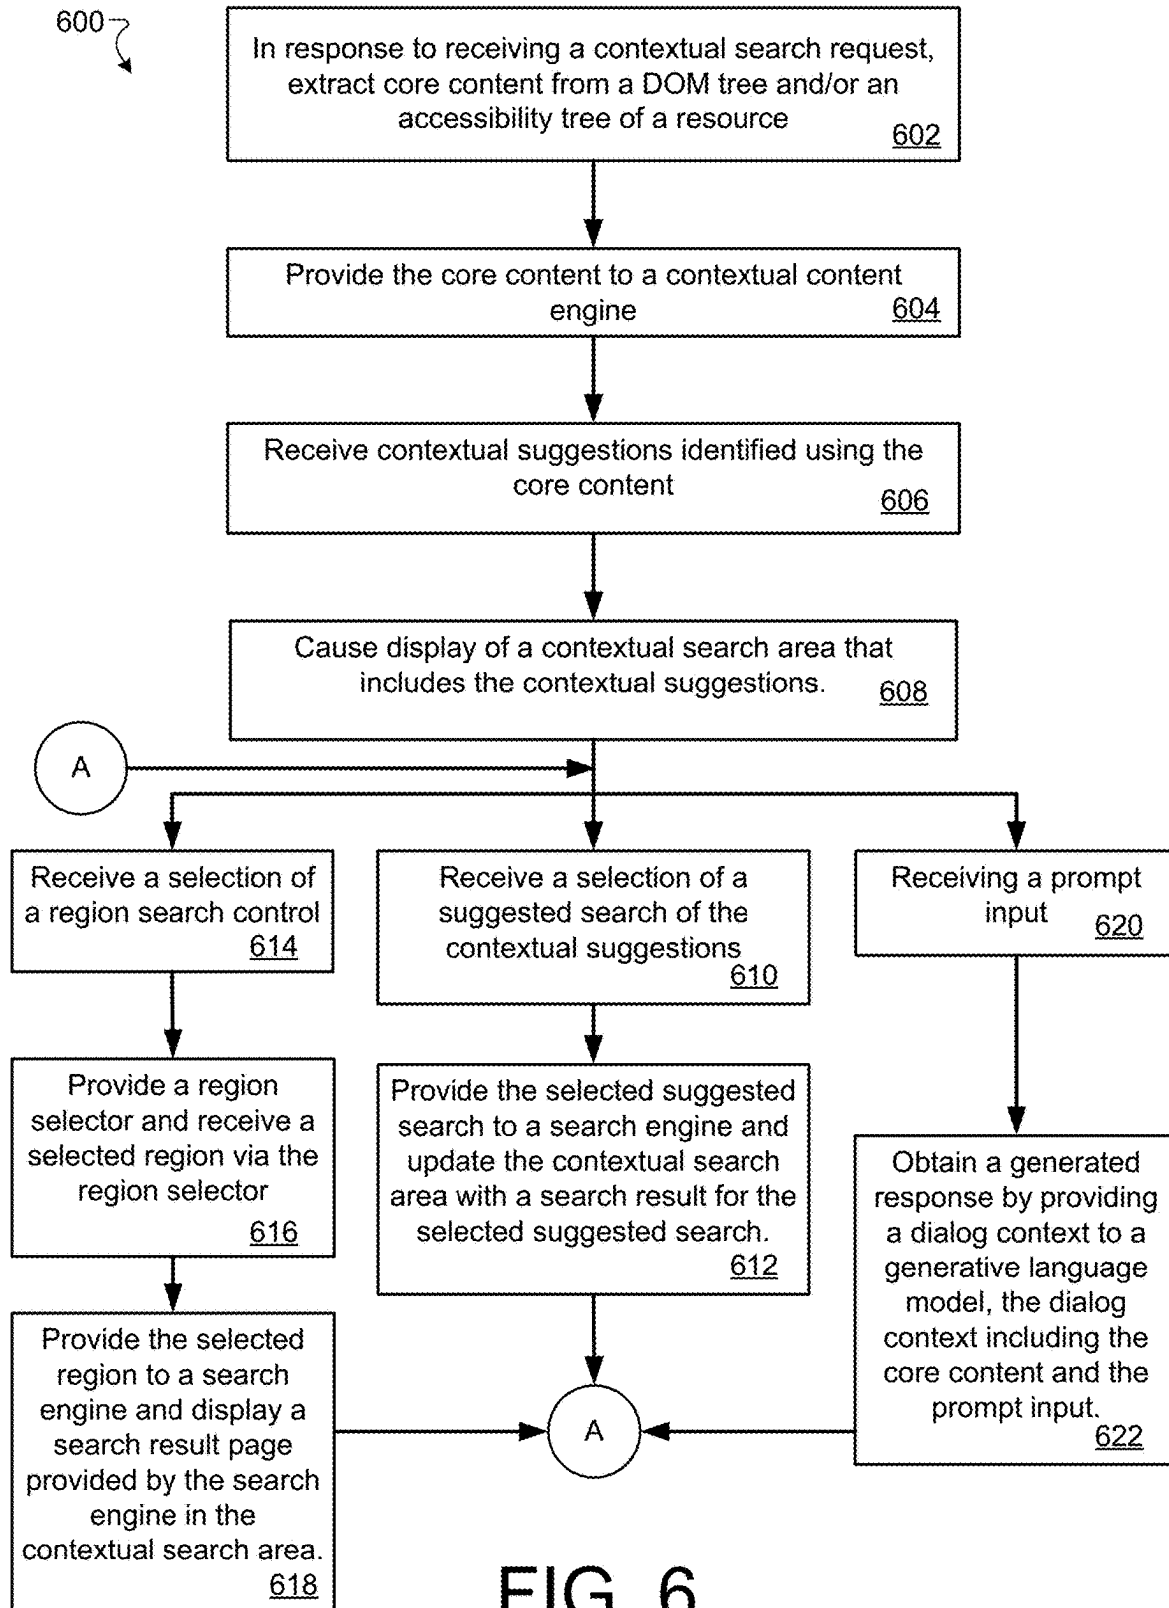 600
In response to receiving a contextual search request,
extract core content from a DOM tree and/or an
accessibility tree of a resource
602
Provide the core content to a contextual content
engine
604
Receive contextual suggestions identified using the
core content
606
Cause display of a contextual search area that
includes the contextual suggestions.
608
A
Receive a selection of
a region search control
614
Receive a selection of a
suggested search of the
contextual suggestions
610
Receiving a prompt
input
620
Provide a region
selector and receive a
selected region via the
region selector
616
Provide the selected suggested
search to a search engine and
update the contextual search
area with a search result for the
selected suggested search.
612
Obtain a generated
response by providing
a dialog context to a
generative language
model, the dialog
context including the
core content and the
prompt input.
622
Provide the selected
region to a search
engine and display a
search result page
provided by the search
engine in the
contextual search area.
618
A
FIG. 6